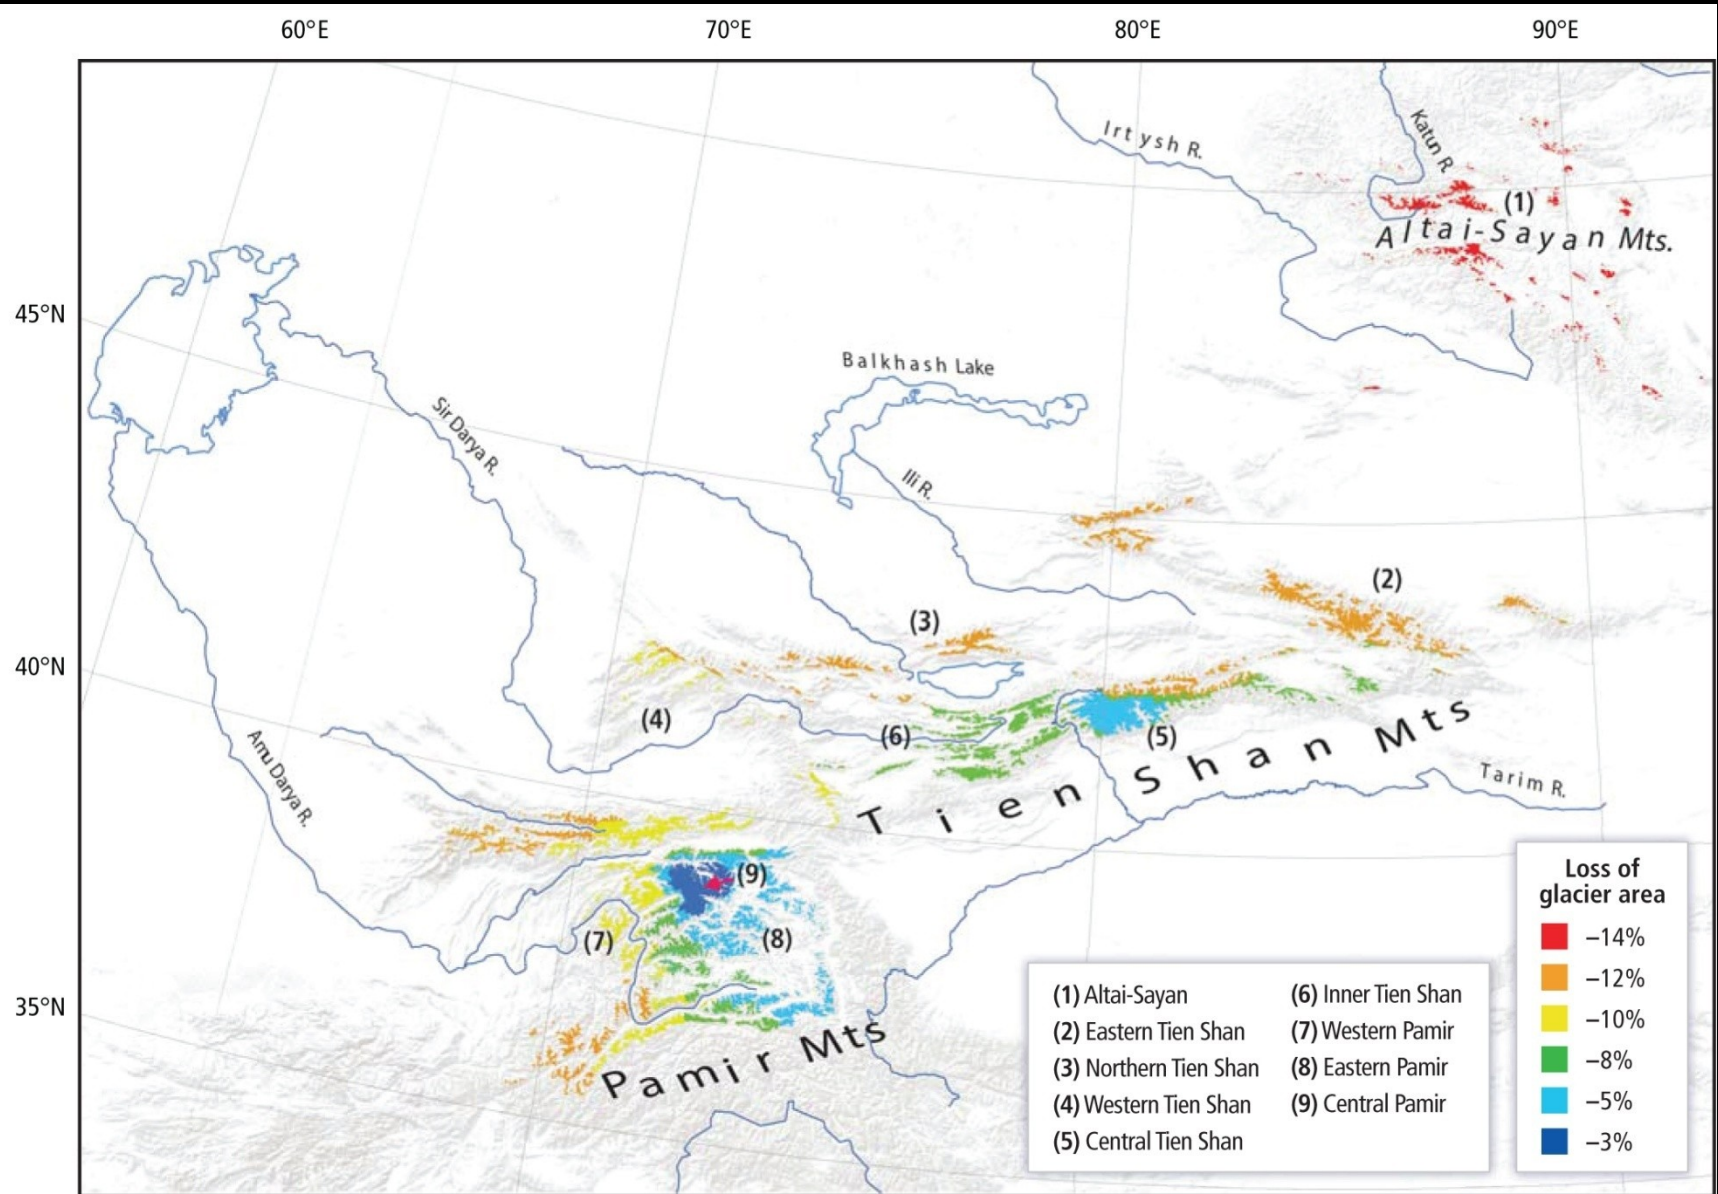 60°E
70°E
80°E
90°E
45°N
40°N
35°N
Irtysh R.
Katun R.
(1)
Altai-Sayan Mts.
Balkhash Lake
Sir Darya R.
Ili R.
(2)
(3)
(4)
(6)
(5)
Tien Shan Mts
Tarim R.
Amu Darya R.
(9)
(7)
(8)
Pamir Mts
(1) Altai-Sayan
(2) Eastern Tien Shan
(3) Northern Tien Shan
(4) Western Tien Shan
(5) Central Tien Shan
(6) Inner Tien Shan
(7) Western Pamir
(8) Eastern Pamir
(9) Central Pamir
Loss of
glacier area
–14%
–12%
–10%
–8%
–5%
–3%